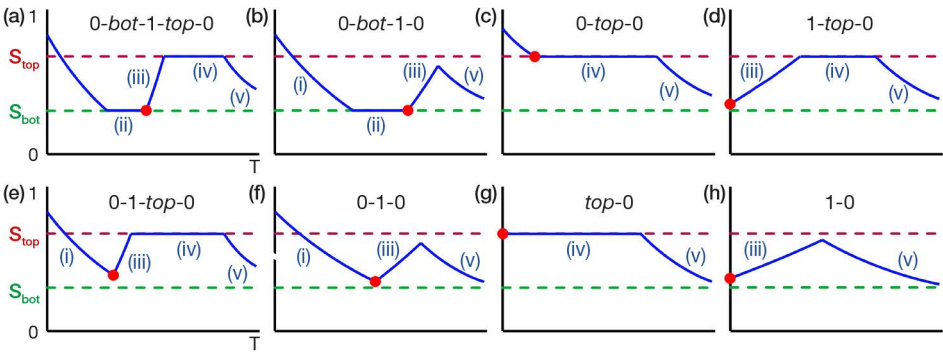 (a) 0-bot-1-top-0
1
S_top
S_bot
0
(ii)
(iii)
(iv)
(v)
T
(b) 0-bot-1-0
(i)
(ii)
(iii)
(v)
(c) 0-top-0
(iv)
(v)
(d) 1-top-0
(iii)
(iv)
(v)
(e) 0-1-top-0
1
S_top
S_bot
0
(i)
(iii)
(iv)
(v)
T
(f) 0-1-0
(i)
(iii)
(v)
(g) top-0
(iv)
(v)
(h) 1-0
(iii)
(v)